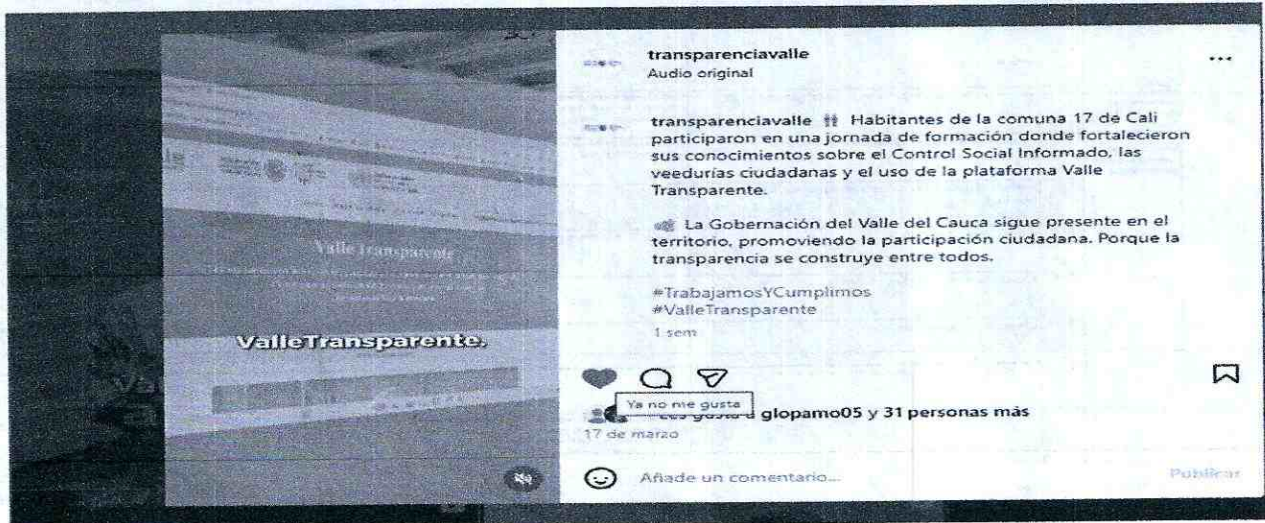 transparenciavalle
Audio original
transparenciavalle Habitantes de la comuna 17 de Cali
participaron en una jornada de formación donde fortalecieron
sus conocimientos sobre el Control Social Informado, las
veedurías ciudadanas y el uso de la plataforma Valle
Transparente.
La Gobernación del Valle del Cauca sigue presente en el
territorio, promoviendo la participación ciudadana. Porque la
transparencia se construye entre todos.
#TrabajamosYCumplimos
#ValleTransparente
1 sem
Valle Transparente
ValleTransparente.
Ya no me gusta
glopamo05 y 31 personas más
17 de marzo
Añade un comentario...
Publicar